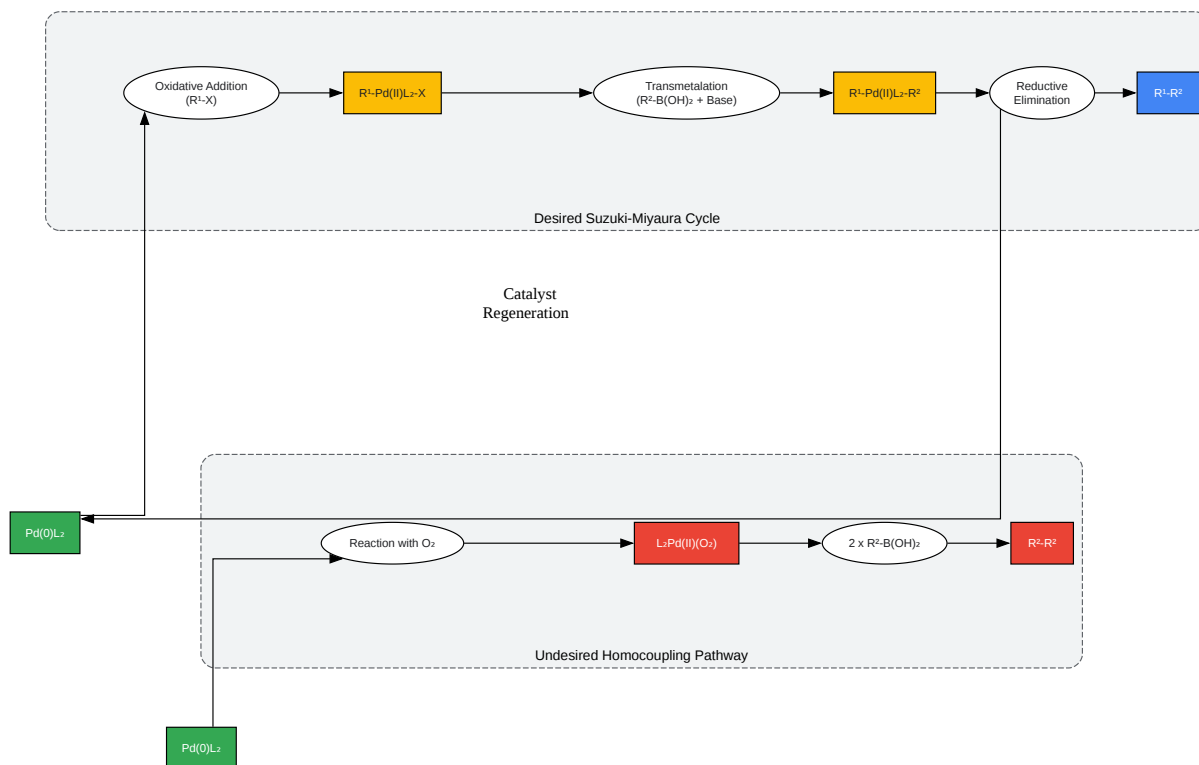 Oxidative Addition
(R¹-X)
R¹-Pd(II)L₂-X
Transmetalation
(R²-B(OH)₂ + Base)
R¹-Pd(II)L₂-R²
Reductive
Elimination
R¹-R²
Desired Suzuki-Miyaura Cycle
Catalyst
Regeneration
Pd(0)L₂
Reaction with O₂
L₂Pd(II)(O₂)
2 x R²-B(OH)₂
R²-R²
Undesired Homocoupling Pathway
Pd(0)L₂